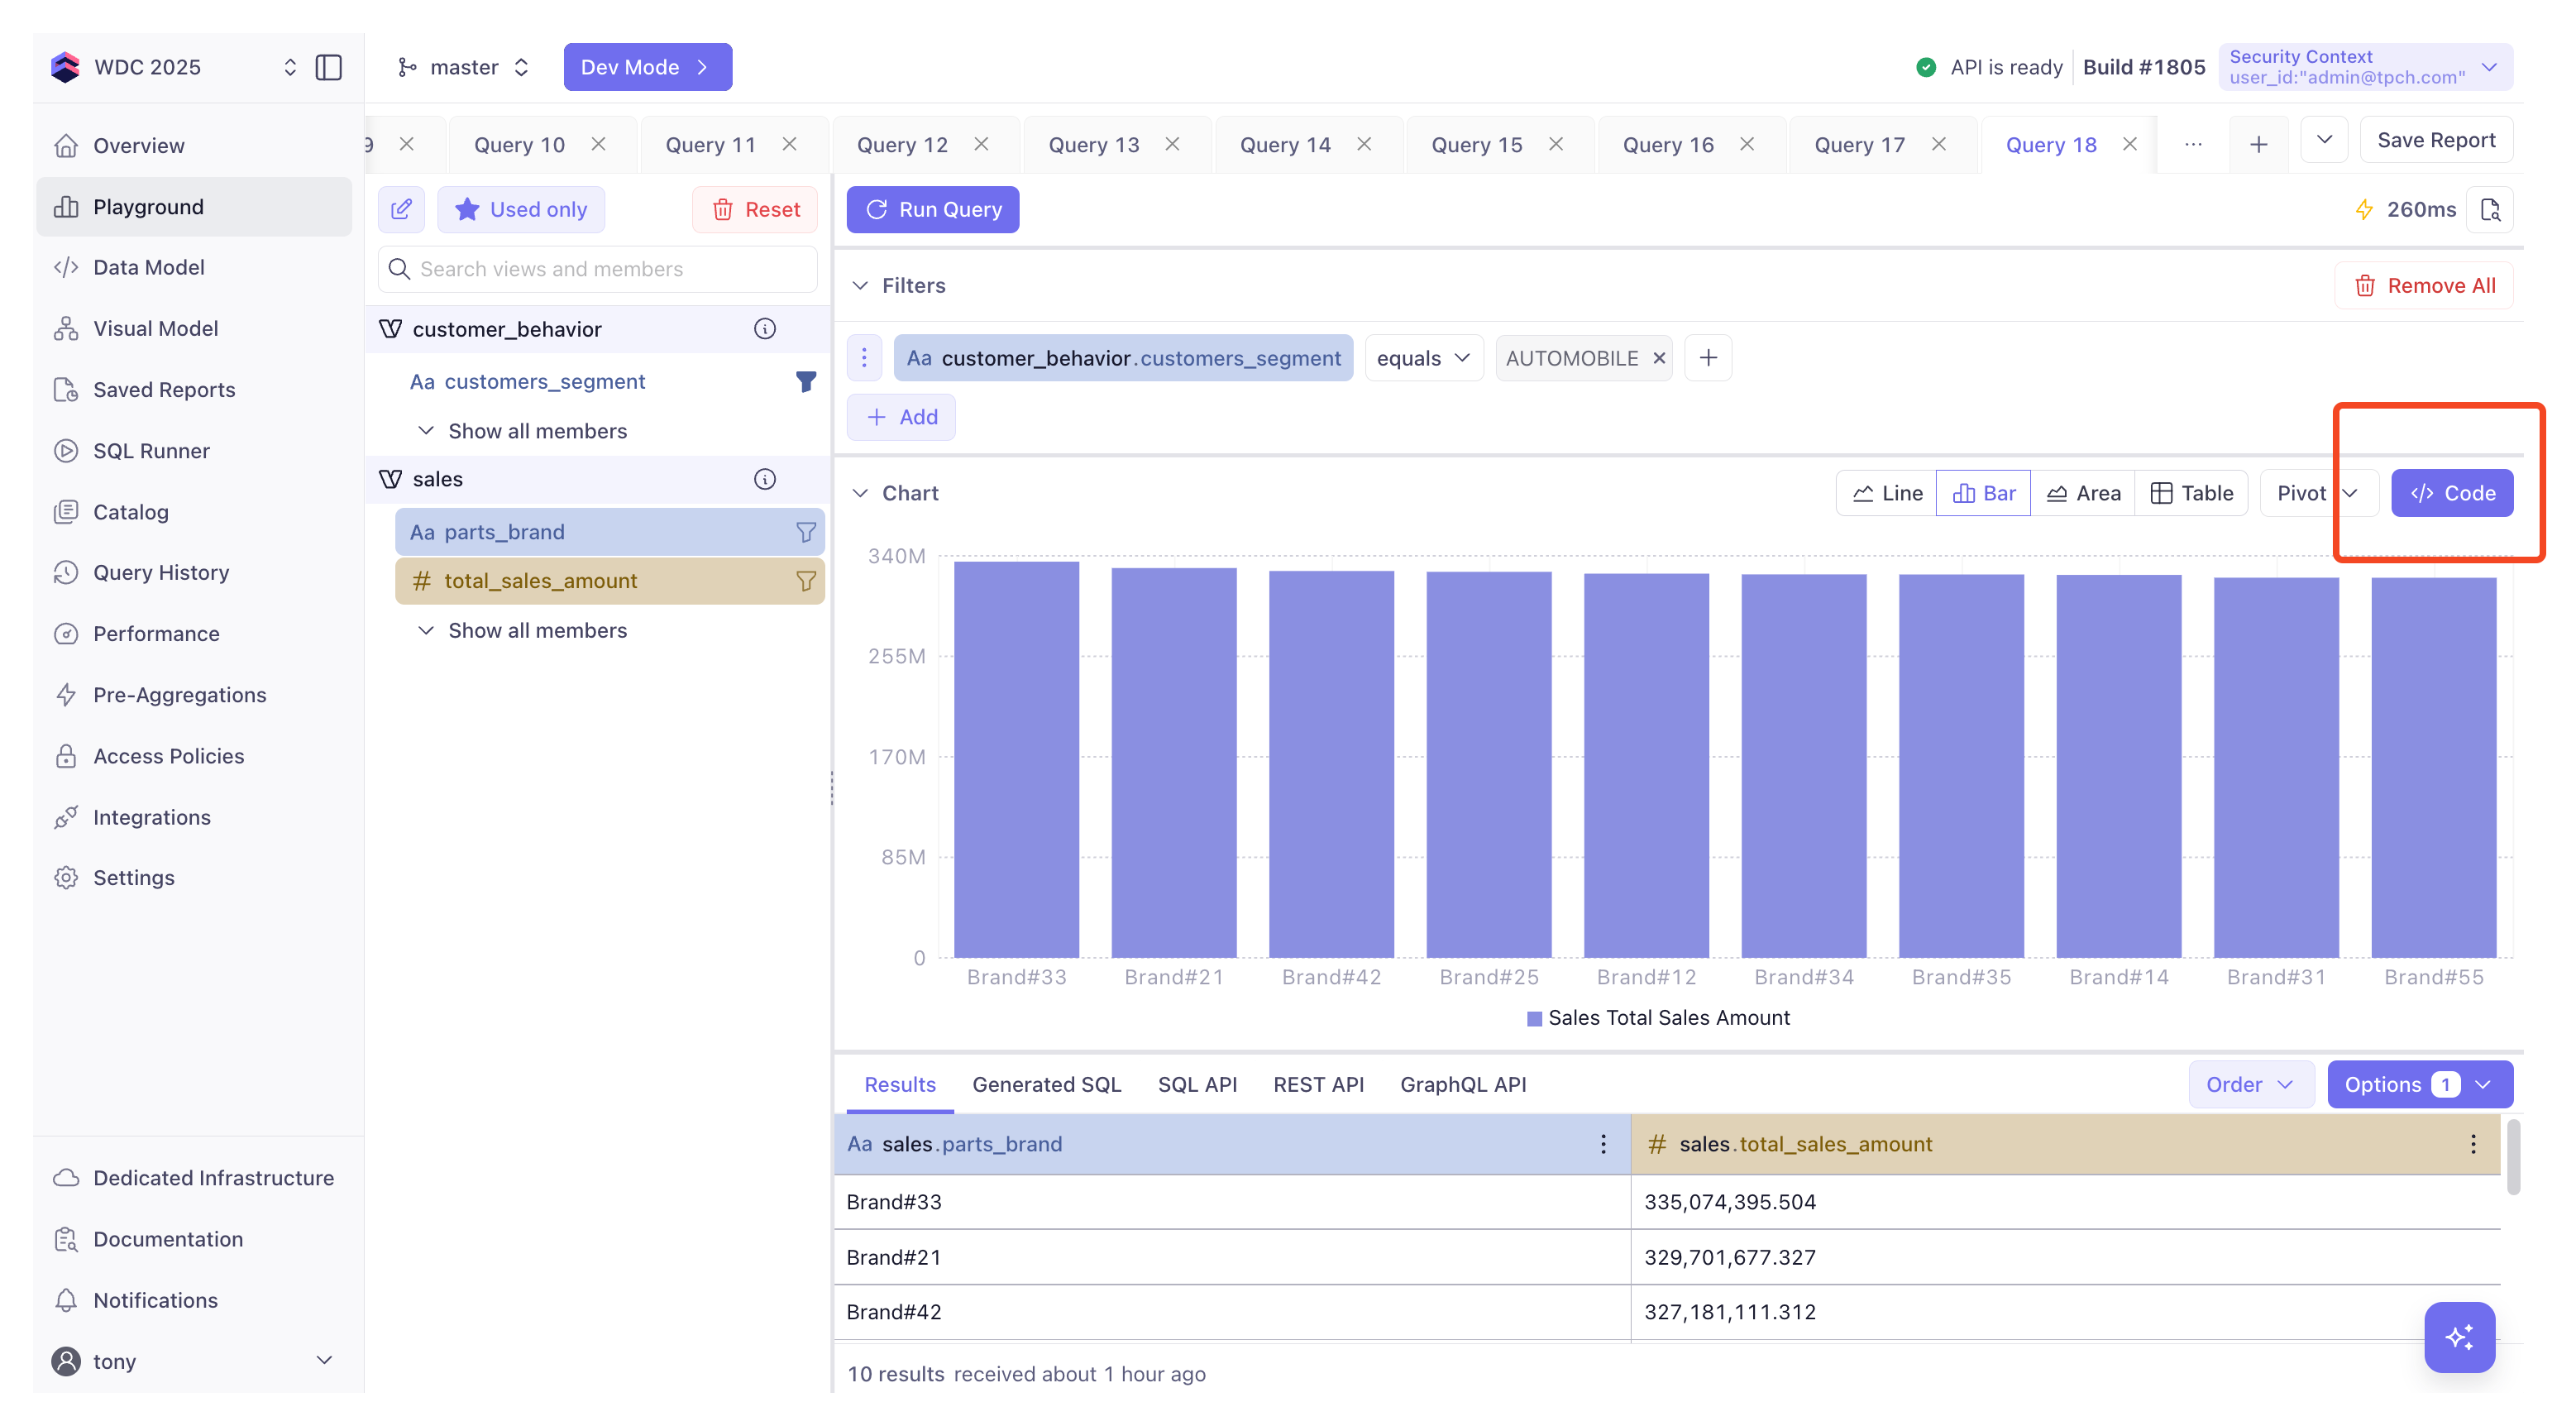 WDC 2025
master
Dev Mode
API is ready
Build #1805
Security Context
user_id:"admin@tpch.com"
Overview
Playground
Data Model
Visual Model
Saved Reports
SQL Runner
Catalog
Query History
Performance
Pre-Aggregations
Access Policies
Integrations
Settings
Dedicated Infrastructure
Documentation
Notifications
tony
9
Query 10
Query 11
Query 12
Query 13
Query 14
Query 15
Query 16
Query 17
Query 18
...
Save Report
Used only
Reset
Search views and members
customer_behavior
Aa customers_segment
Show all members
sales
Aa parts_brand
# total_sales_amount
Show all members
Run Query
260ms
Filters
Remove All
Aa customer_behavior.customers_segment
equals
AUTOMOBILE
+ Add
Chart
Line
Bar
Area
Table
Pivot
</> Code
340M
255M
170M
85M
0
Brand#33
Brand#21
Brand#42
Brand#25
Brand#12
Brand#34
Brand#35
Brand#14
Brand#31
Brand#55
Sales Total Sales Amount
Results
Generated SQL
SQL API
REST API
GraphQL API
Order
Options 1
Aa sales.parts_brand
# sales.total_sales_amount
Brand#33
335,074,395.504
Brand#21
329,701,677.327
Brand#42
327,181,111.312
10 results received about 1 hour ago